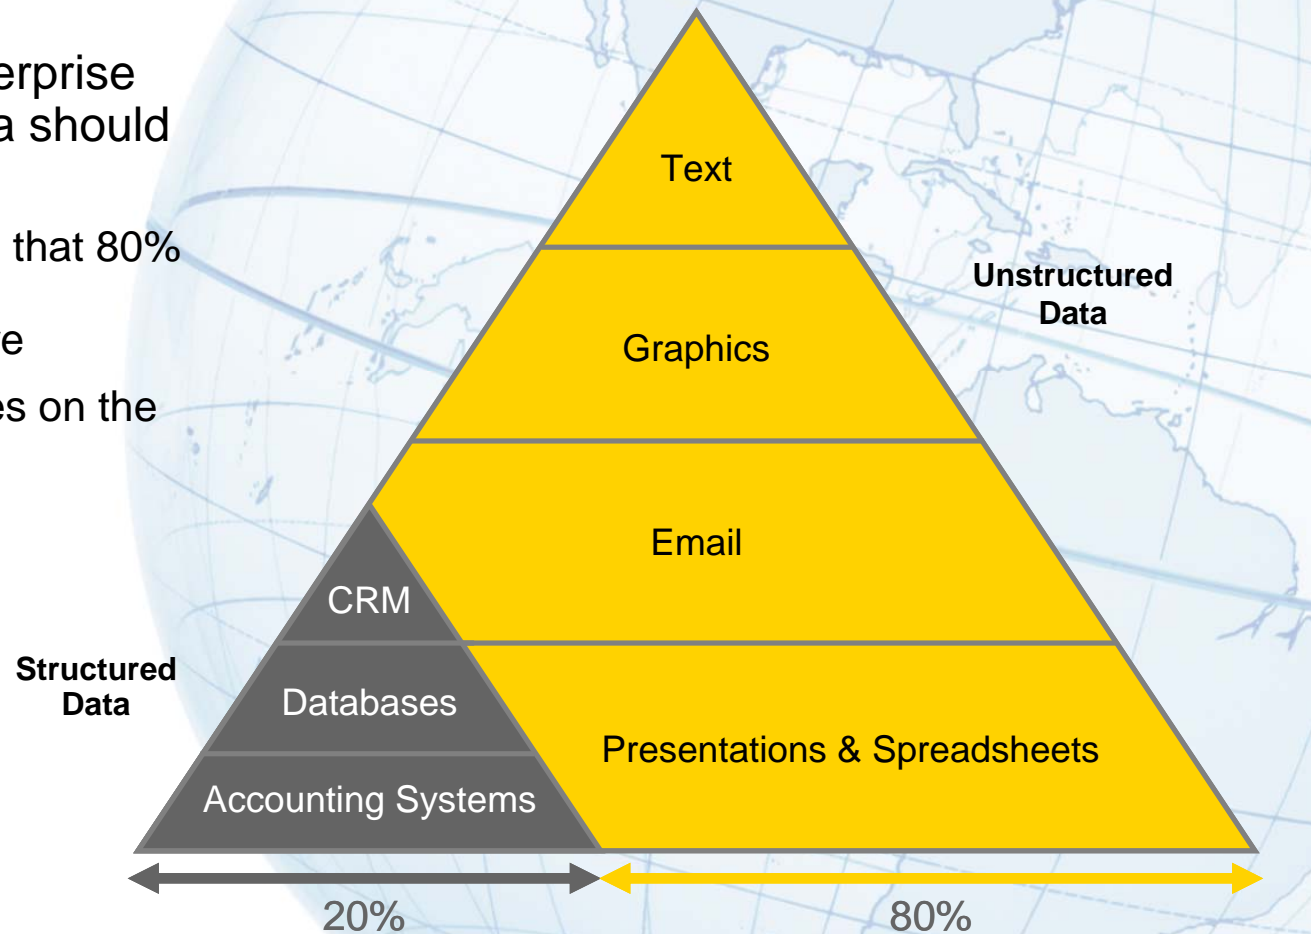 erprise
a should
that 80%
e
es on the
Text
Unstructured
Data
Graphics
Email
CRM
Structured
Data
Databases
Presentations & Spreadsheets
Accounting Systems
20%
80%